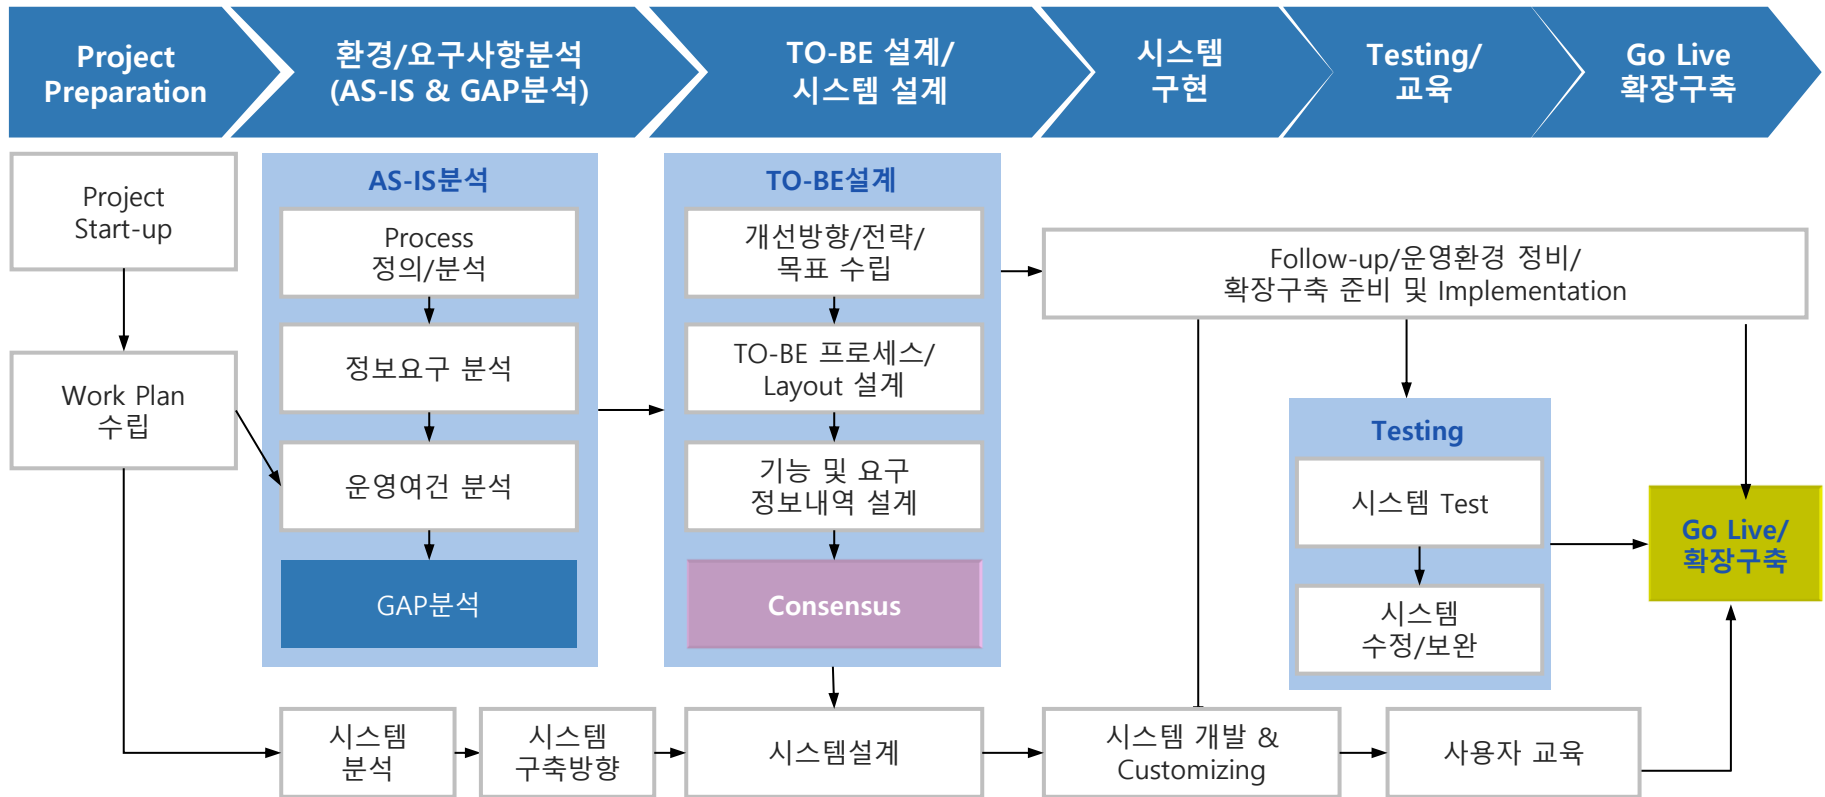 Project
Preparation
환경/요구사항분석
(AS-IS & GAP분석)
TO-BE 설계/
시스템 설계
시스템
구현
Testing/
교육
Go Live
확장구축
Project
Start-up
Work Plan
수립
AS-IS분석
Process
정의/분석
정보요구 분석
운영여건 분석
GAP분석
TO-BE설계
개선방향/전략/
목표 수립
TO-BE 프로세스/
Layout 설계
기능 및 요구
정보내역 설계
Consensus
Follow-up/운영환경 정비/
확장구축 준비 및 Implementation
Testing
시스템 Test
시스템
수정/보완
Go Live/
확장구축
시스템
분석
시스템
구축방향
시스템설계
시스템 개발 &
Customizing
사용자 교육